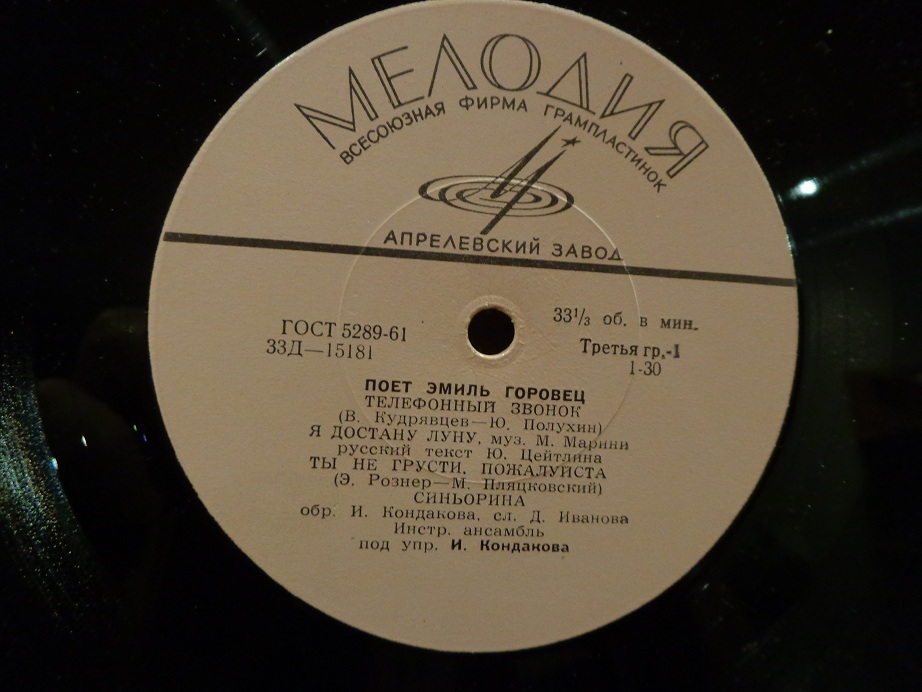 МЕЛОДИЯ
ВСЕСОЮЗНАЯ ФИРМА ГРАМПЛАСТИНОК
АПРЕЛЕВСКИЙ ЗАВОД
ГОСТ 5289-61
33Д—15181
33⅓ об. в мин.
Третья гр,-1
1-30
ПОЕТ ЭМИЛЬ ГОРОВЕЦ
ТЕЛЕФОННЫЙ ЗВОНОК
(В. Кудрявцев—Ю. Полухин)
Я ДОСТАНУ ЛУНУ, муз. М. Марини
русский текст Ю. Цейтлина
ТЫ НЕ ГРУСТИ, ПОЖАЛУЙСТА
(Э. Рознер—М. Пляцковский)
СИНЬОРИНА
обр. И. Кондакова, сл. Д. Иванова
Инстр. ансамбль
под упр. И. Кондакова